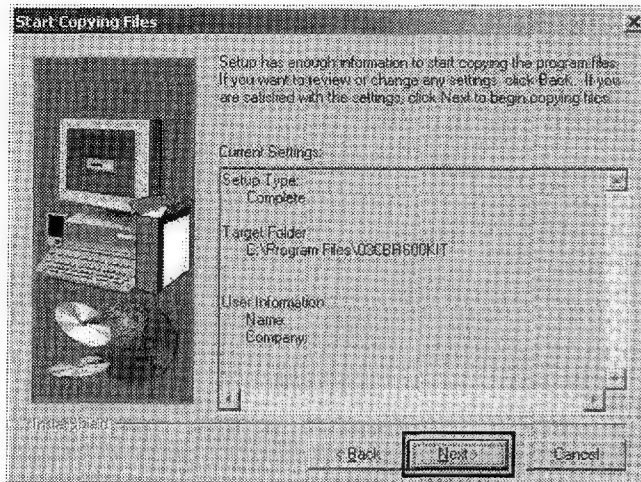 Start Copying Files
Setup has enough information to start copying the program files.
If you want to review or change any settings, click Back. If you
are satisfied with the settings, click Next to begin copying files.
Current Settings:
Setup Type:
Complete
Target Folder:
C:\Program Files\03CBR600KIT
User Information
Name:
Company:
InstallShield
< Back
Next >
Cancel